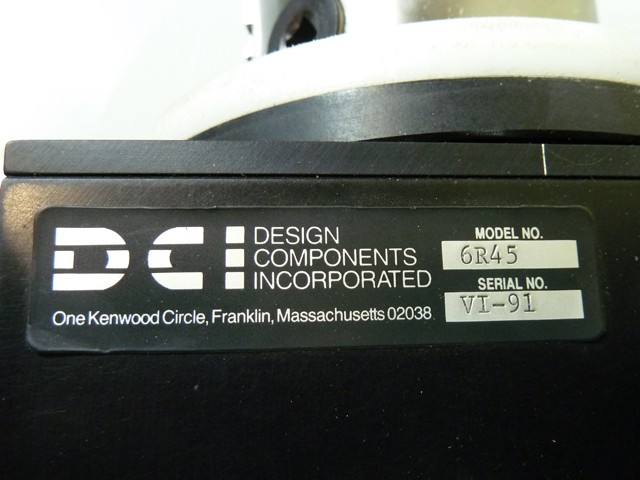 DCI
DESIGN
COMPONENTS
INCORPORATED
One Kenwood Circle, Franklin, Massachusetts 02038
MODEL NO.
6R45
SERIAL NO.
VI-91